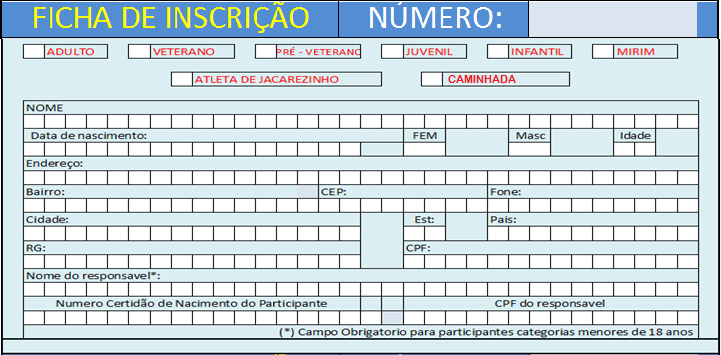 FICHA DE INSCRIÇÃO NÚMERO:
ADULTO VETERANO PRÉ - VETERANO JUVENIL INFANTIL MIRIM
ATLETA DE JACAREZINHO CAMINHADA
NOME
Data de nascimento: FEM Masc Idade
Endereço:
Bairro: CEP: Fone:
Cidade: Est: Pais:
RG: CPF:
Nome do responsavel*:
Numero Certidão de Nacimento do Participante CPF do responsavel
(*) Campo Obrigatorio para participantes categorias menores de 18 anos